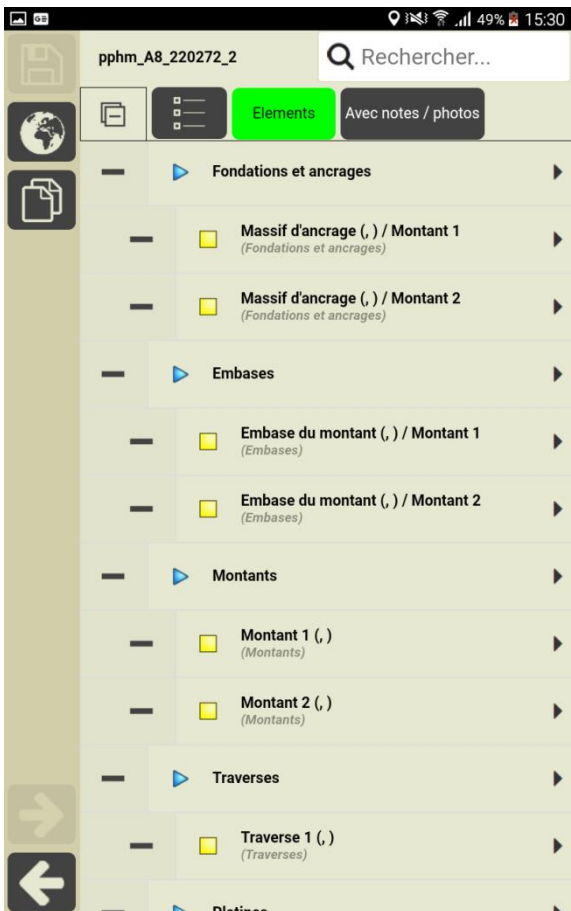 49% 15:30
pphm_A8_220272_2
Rechercher...
Elements
Avec notes / photos
Fondations et ancrages
Massif d'ancrage (, ) / Montant 1
(Fondations et ancrages)
Massif d'ancrage (, ) / Montant 2
(Fondations et ancrages)
Embases
Embase du montant (, ) / Montant 1
(Embases)
Embase du montant (, ) / Montant 2
(Embases)
Montants
Montant 1 (, )
(Montants)
Montant 2 (, )
(Montants)
Traverses
Traverse 1 (, )
(Traverses)